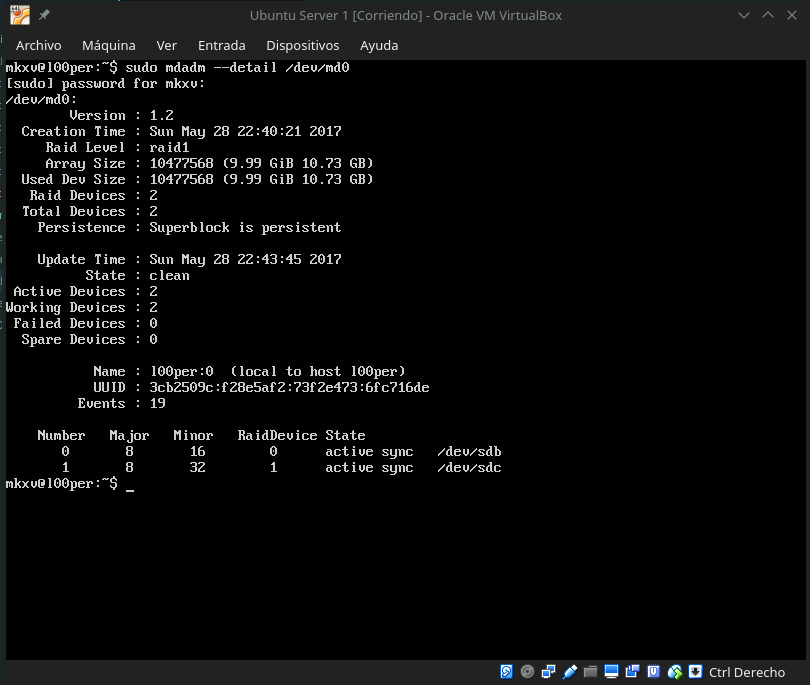 Ubuntu Server 1 [Corriendo] - Oracle VM VirtualBox
Archivo Máquina Ver Entrada Dispositivos Ayuda
mkxv@l00per:~$ sudo mdadm --detail /dev/md0
[sudo] password for mkxv:
/dev/md0:
Version : 1.2
Creation Time : Sun May 28 22:40:21 2017
Raid Level : raid1
Array Size : 10477568 (9.99 GiB 10.73 GB)
Used Dev Size : 10477568 (9.99 GiB 10.73 GB)
Raid Devices : 2
Total Devices : 2
Persistence : Superblock is persistent
Update Time : Sun May 28 22:43:45 2017
State : clean
Active Devices : 2
Working Devices : 2
Failed Devices : 0
Spare Devices : 0
Name : l00per:0 (local to host l00per)
UUID : 3cb2509c:f28e5af2:73f2e473:6fc716de
Events : 19
Number Major Minor RaidDevice State
0 8 16 0 active sync /dev/sdb
1 8 32 1 active sync /dev/sdc
mkxv@l00per:~$ _
Ctrl Derecho